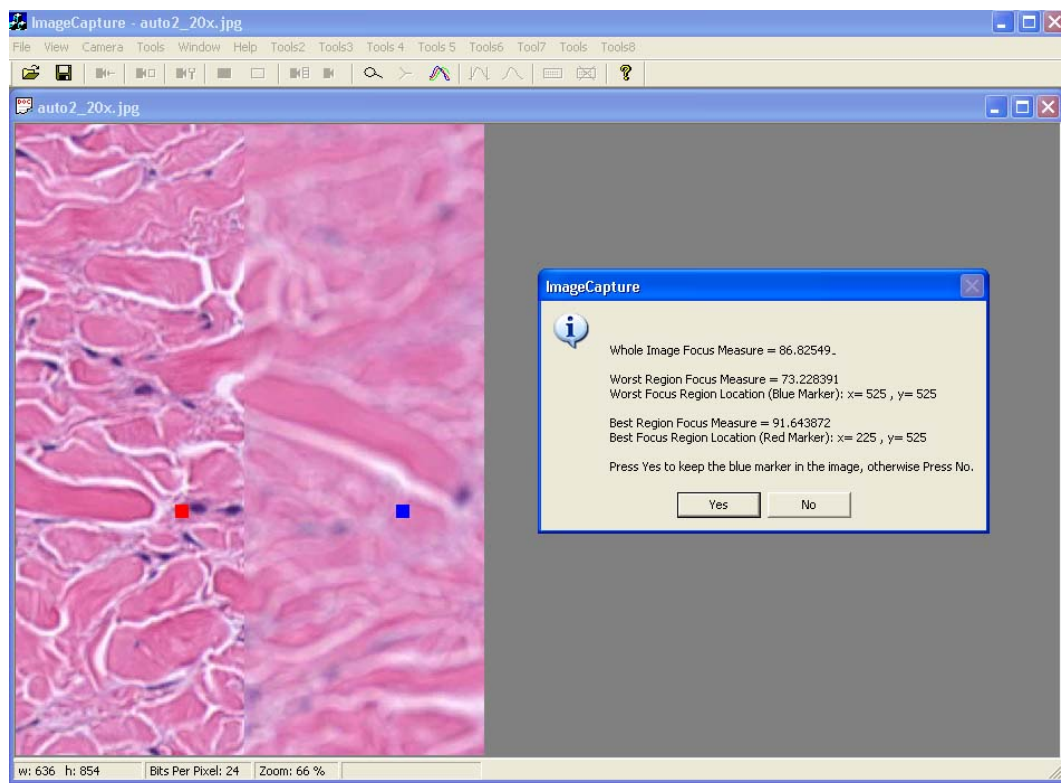 ImageCapture - auto2_20x.jpg
File View Camera Tools Window Help Tools2 Tools3 Tools 4 Tools 5 Tools6 Tool7 Tools Tools8
DOC auto2_20x.jpg
ImageCapture
Whole Image Focus Measure = 86.82549.
Worst Region Focus Measure = 73.228391
Worst Focus Region Location (Blue Marker): x= 525 , y= 525
Best Region Focus Measure = 91.643872
Best Focus Region Location (Red Marker): x= 225 , y= 525
Press Yes to keep the blue marker in the image, otherwise Press No.
Yes No
w: 636 h: 854 Bits Per Pixel: 24 Zoom: 66 %